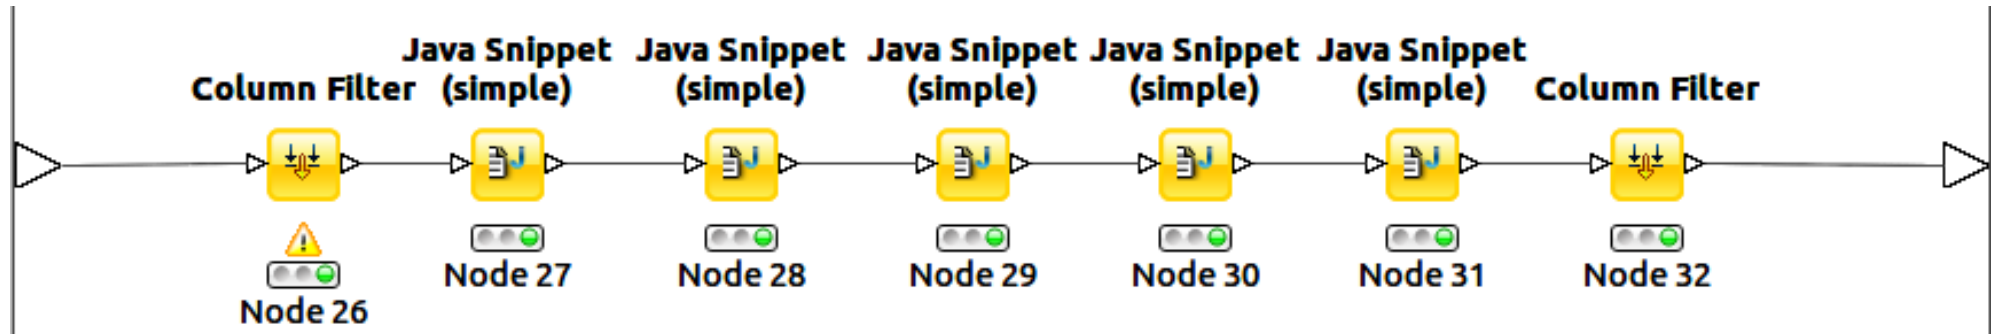 Java Snippet Java Snippet Java Snippet Java Snippet Java Snippet
Column Filter (simple) (simple) (simple) (simple) (simple) Column Filter
Node 27 Node 28 Node 29 Node 30 Node 31 Node 32
Node 26